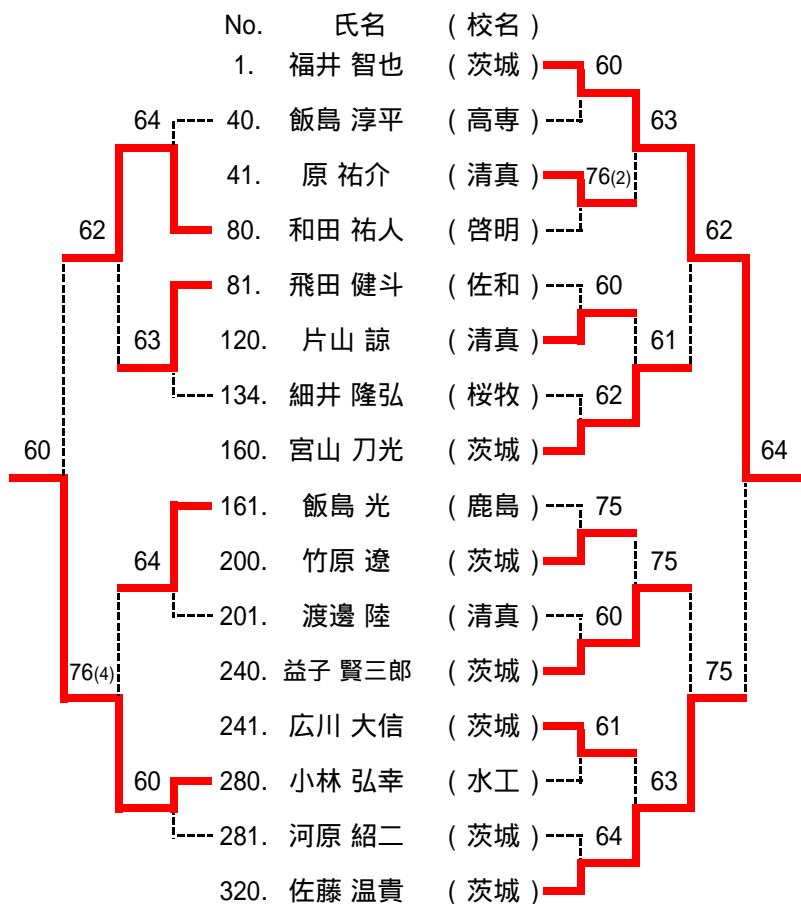 No. 氏名 (校名)
1. 福井 智也 (茨城) 60
64 40. 飯島 淳平 (高専) 63
41. 原 祐介 (清真) 76(2)
62 80. 和田 祐人 (啓明) 62
81. 飛田 健斗 (佐和) 60
63 120. 片山 諒 (清真) 61
134. 細井 隆弘 (桜牧) 62
60 160. 宮山 刀光 (茨城) 64
161. 飯島 光 (鹿島) 75
64 200. 竹原 遼 (茨城) 75
201. 渡邊 陸 (清真) 60
76(4) 240. 益子 賢三郎 (茨城) 75
241. 広川 大信 (茨城) 61
60 280. 小林 弘幸 (水工) 63
281. 河原 紹二 (茨城) 64
320. 佐藤 温貴 (茨城)